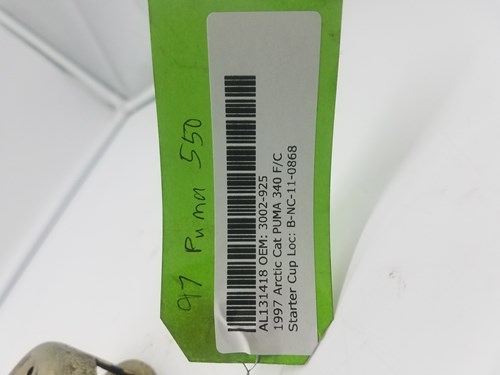 97 Puma 550
AL131418 OEM: 3002-925
1997 Arctic Cat PUMA 340 F/C
Starter Cup Loc: B-NC-11-0868